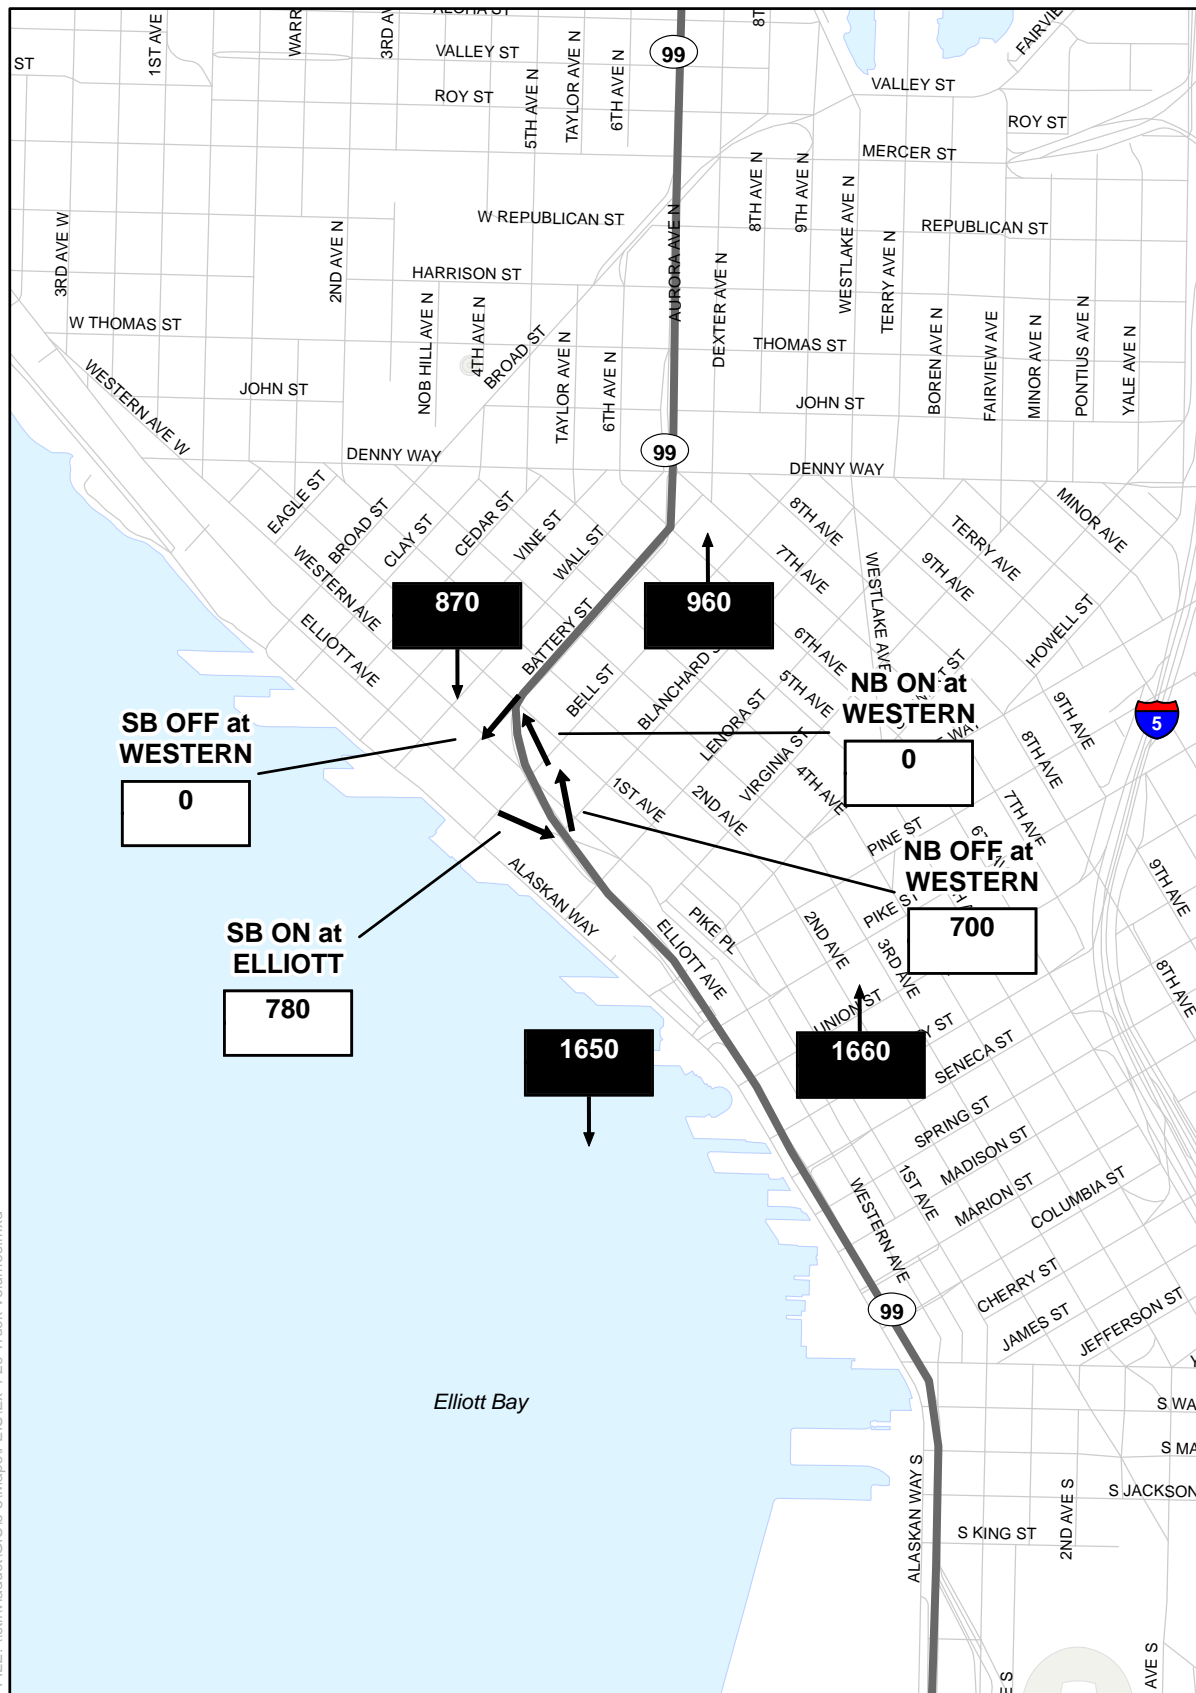 ALOHA ST
8T
WARR
3RD AV
1ST AVE
ST
VALLEY ST
99
FAIRVIE
ROY ST
5TH AVE N
TAYLOR AVE N
6TH AVE N
VALLEY ST
ROY ST
MERCER ST
W REPUBLICAN ST
3RD AVE W
2ND AVE N
AURORA AVE N
8TH AVE N
9TH AVE N
WESTLAKE AVE N
TERRY AVE N
REPUBLICAN ST
HARRISON ST
W THOMAS ST
NOB HILL AVE N
4TH AVE N
BROAD ST
DEXTER AVE N
THOMAS ST
WESTERN AVE W
JOHN ST
TAYLOR AVE N
6TH AVE N
JOHN ST
BOREN AVE N
FAIRVIEW AVE
MINOR AVE N
PONTIUS AVE N
YALE AVE N
DENNY WAY
99
DENNY WAY
EAGLE ST
BROAD ST
CLAY ST
CEDAR ST
VINE ST
WALL ST
8TH AVE
7TH AVE
TERRY AVE
9TH AVE
MINOR AVE
WESTERN AVE
ELLIOTT AVE
WESTLAKE AVE
HOWELL ST
870
960
BATTERY ST
BELL ST
BLANCHARD S
6TH AVE
5TH AVE
LENORA ST
VIRGINIA ST
4TH AVE
9TH AVE
8TH AVE
5
SB OFF at
WESTERN
0
NB ON at
WESTERN
0
1ST AVE
2ND AVE
7TH AVE
PINE ST
NB OFF at
WESTERN
700
9TH AVE
ALASKAN WAY
PIKE PL
PIKE ST
ELLIOTT AVE
2ND AVE
3RD AVE
8TH AVE
SB ON at
ELLIOTT
780
UNION ST
1650
1660
SENECA ST
SPRING ST
MADISON ST
1ST AVE
MARION ST
COLUMBIA ST
WESTERN AVE
CHERRY ST
JAMES ST
JEFFERSON ST
99
Elliott Bay
S WA
S MA
S JACKSON
ALASKAN WAY S
S KING ST
2ND AVE S
E S
AVE S